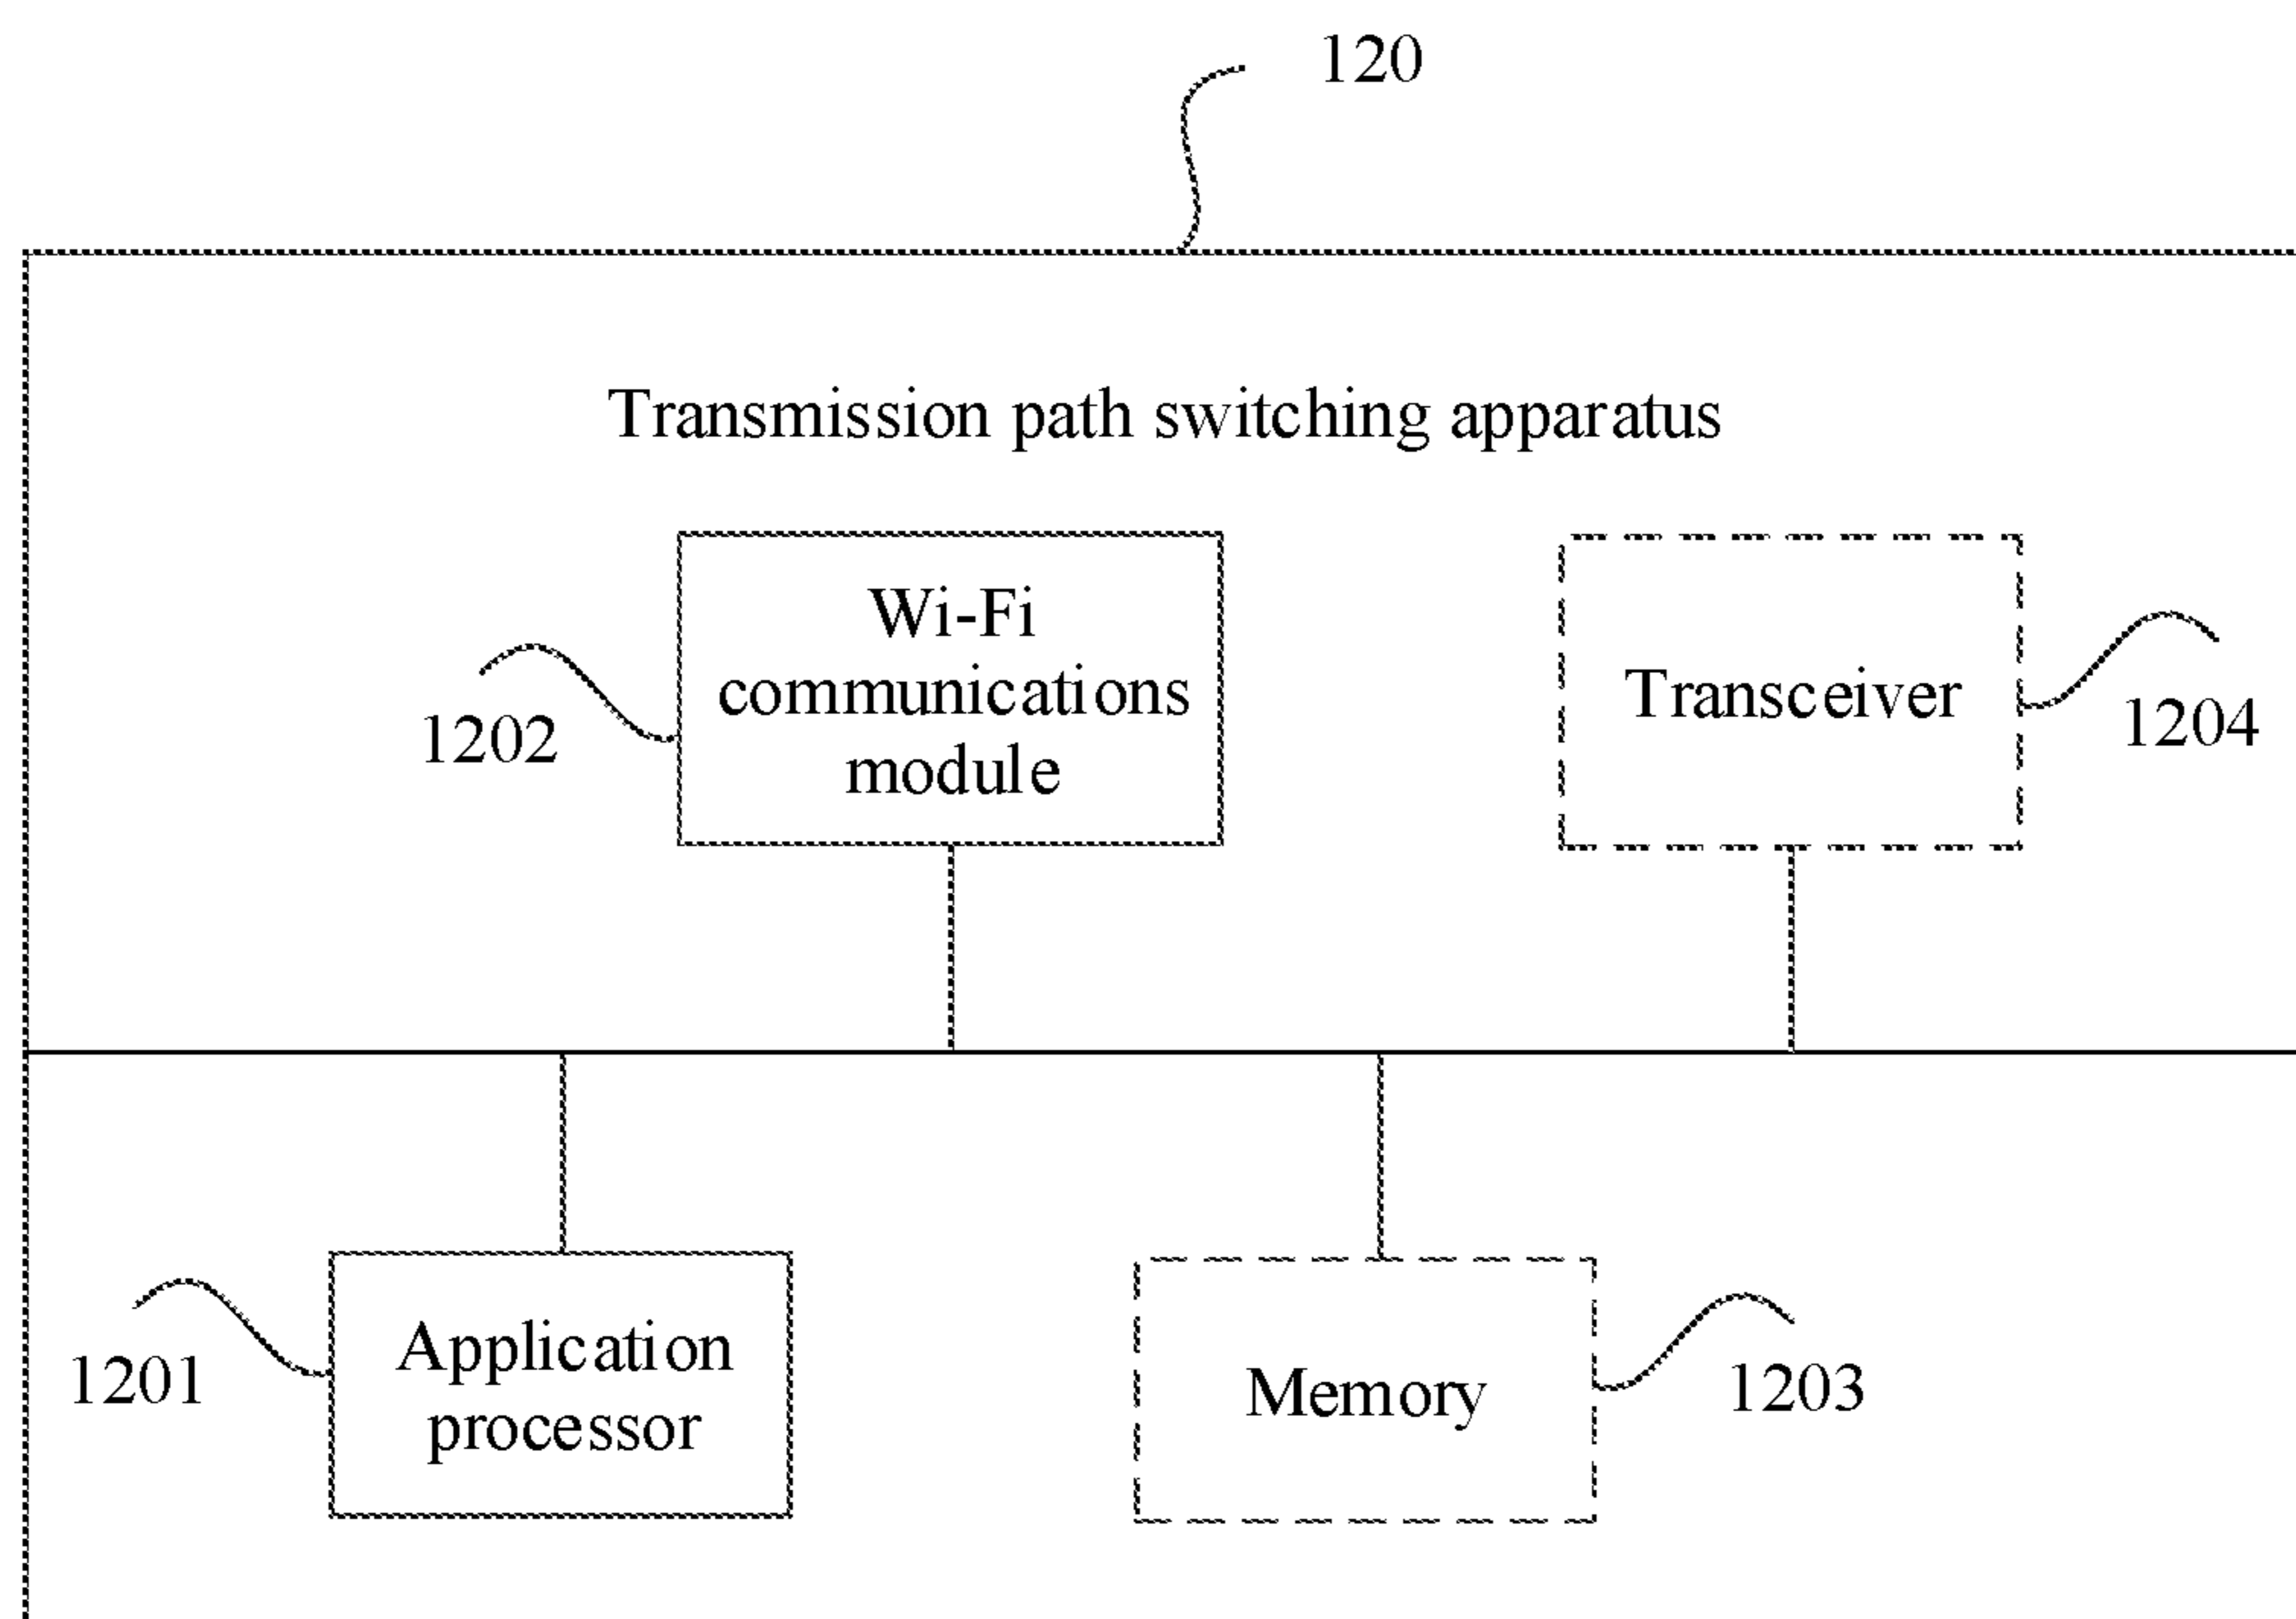 120
Transmission path switching apparatus
Wi-Fi
communications
module
1202
Transceiver
1204
Application
processor
1201
Memory
1203